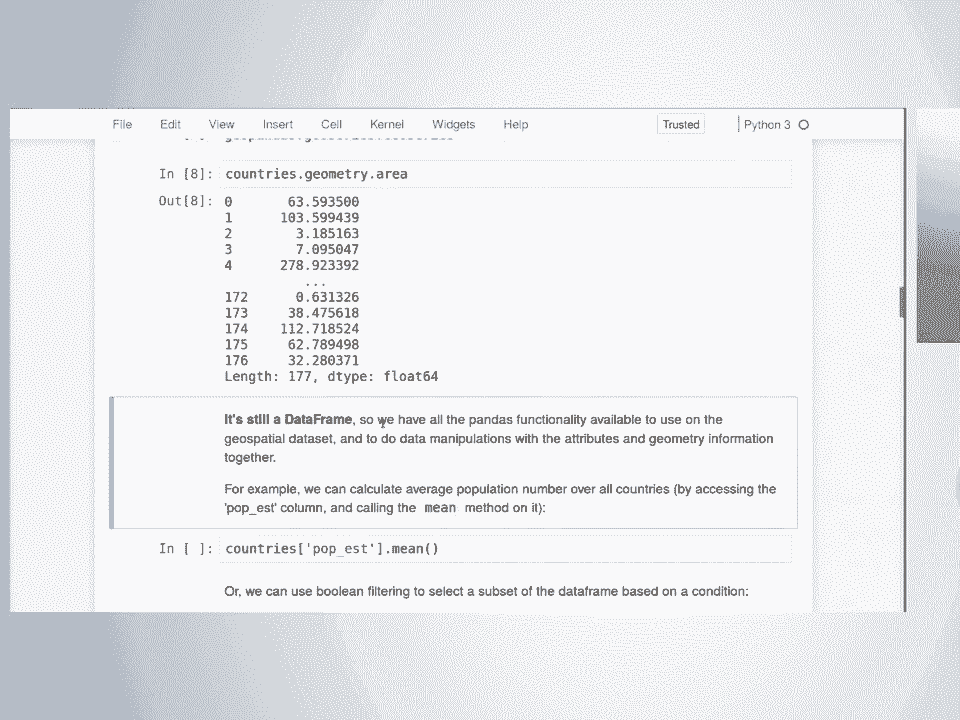 File Edit View Insert Cell Kernel Widgets Help Trusted Python 3
In [8]: countries.geometry.area
Out[8]: 0 63.593500
1 103.599439
2 3.185163
3 7.095047
4 278.923392
...
172 0.631326
173 38.475618
174 112.718524
175 62.789498
176 32.280371
Length: 177, dtype: float64
It's still a DataFrame, so we have all the pandas functionality available to use on the
geospatial dataset, and to do data manipulations with the attributes and geometry information
together.
For example, we can calculate average population number over all countries (by accessing the
'pop_est' column, and calling the mean method on it):
In [ ]: countries['pop_est'].mean()
Or, we can use boolean filtering to select a subset of the dataframe based on a condition: